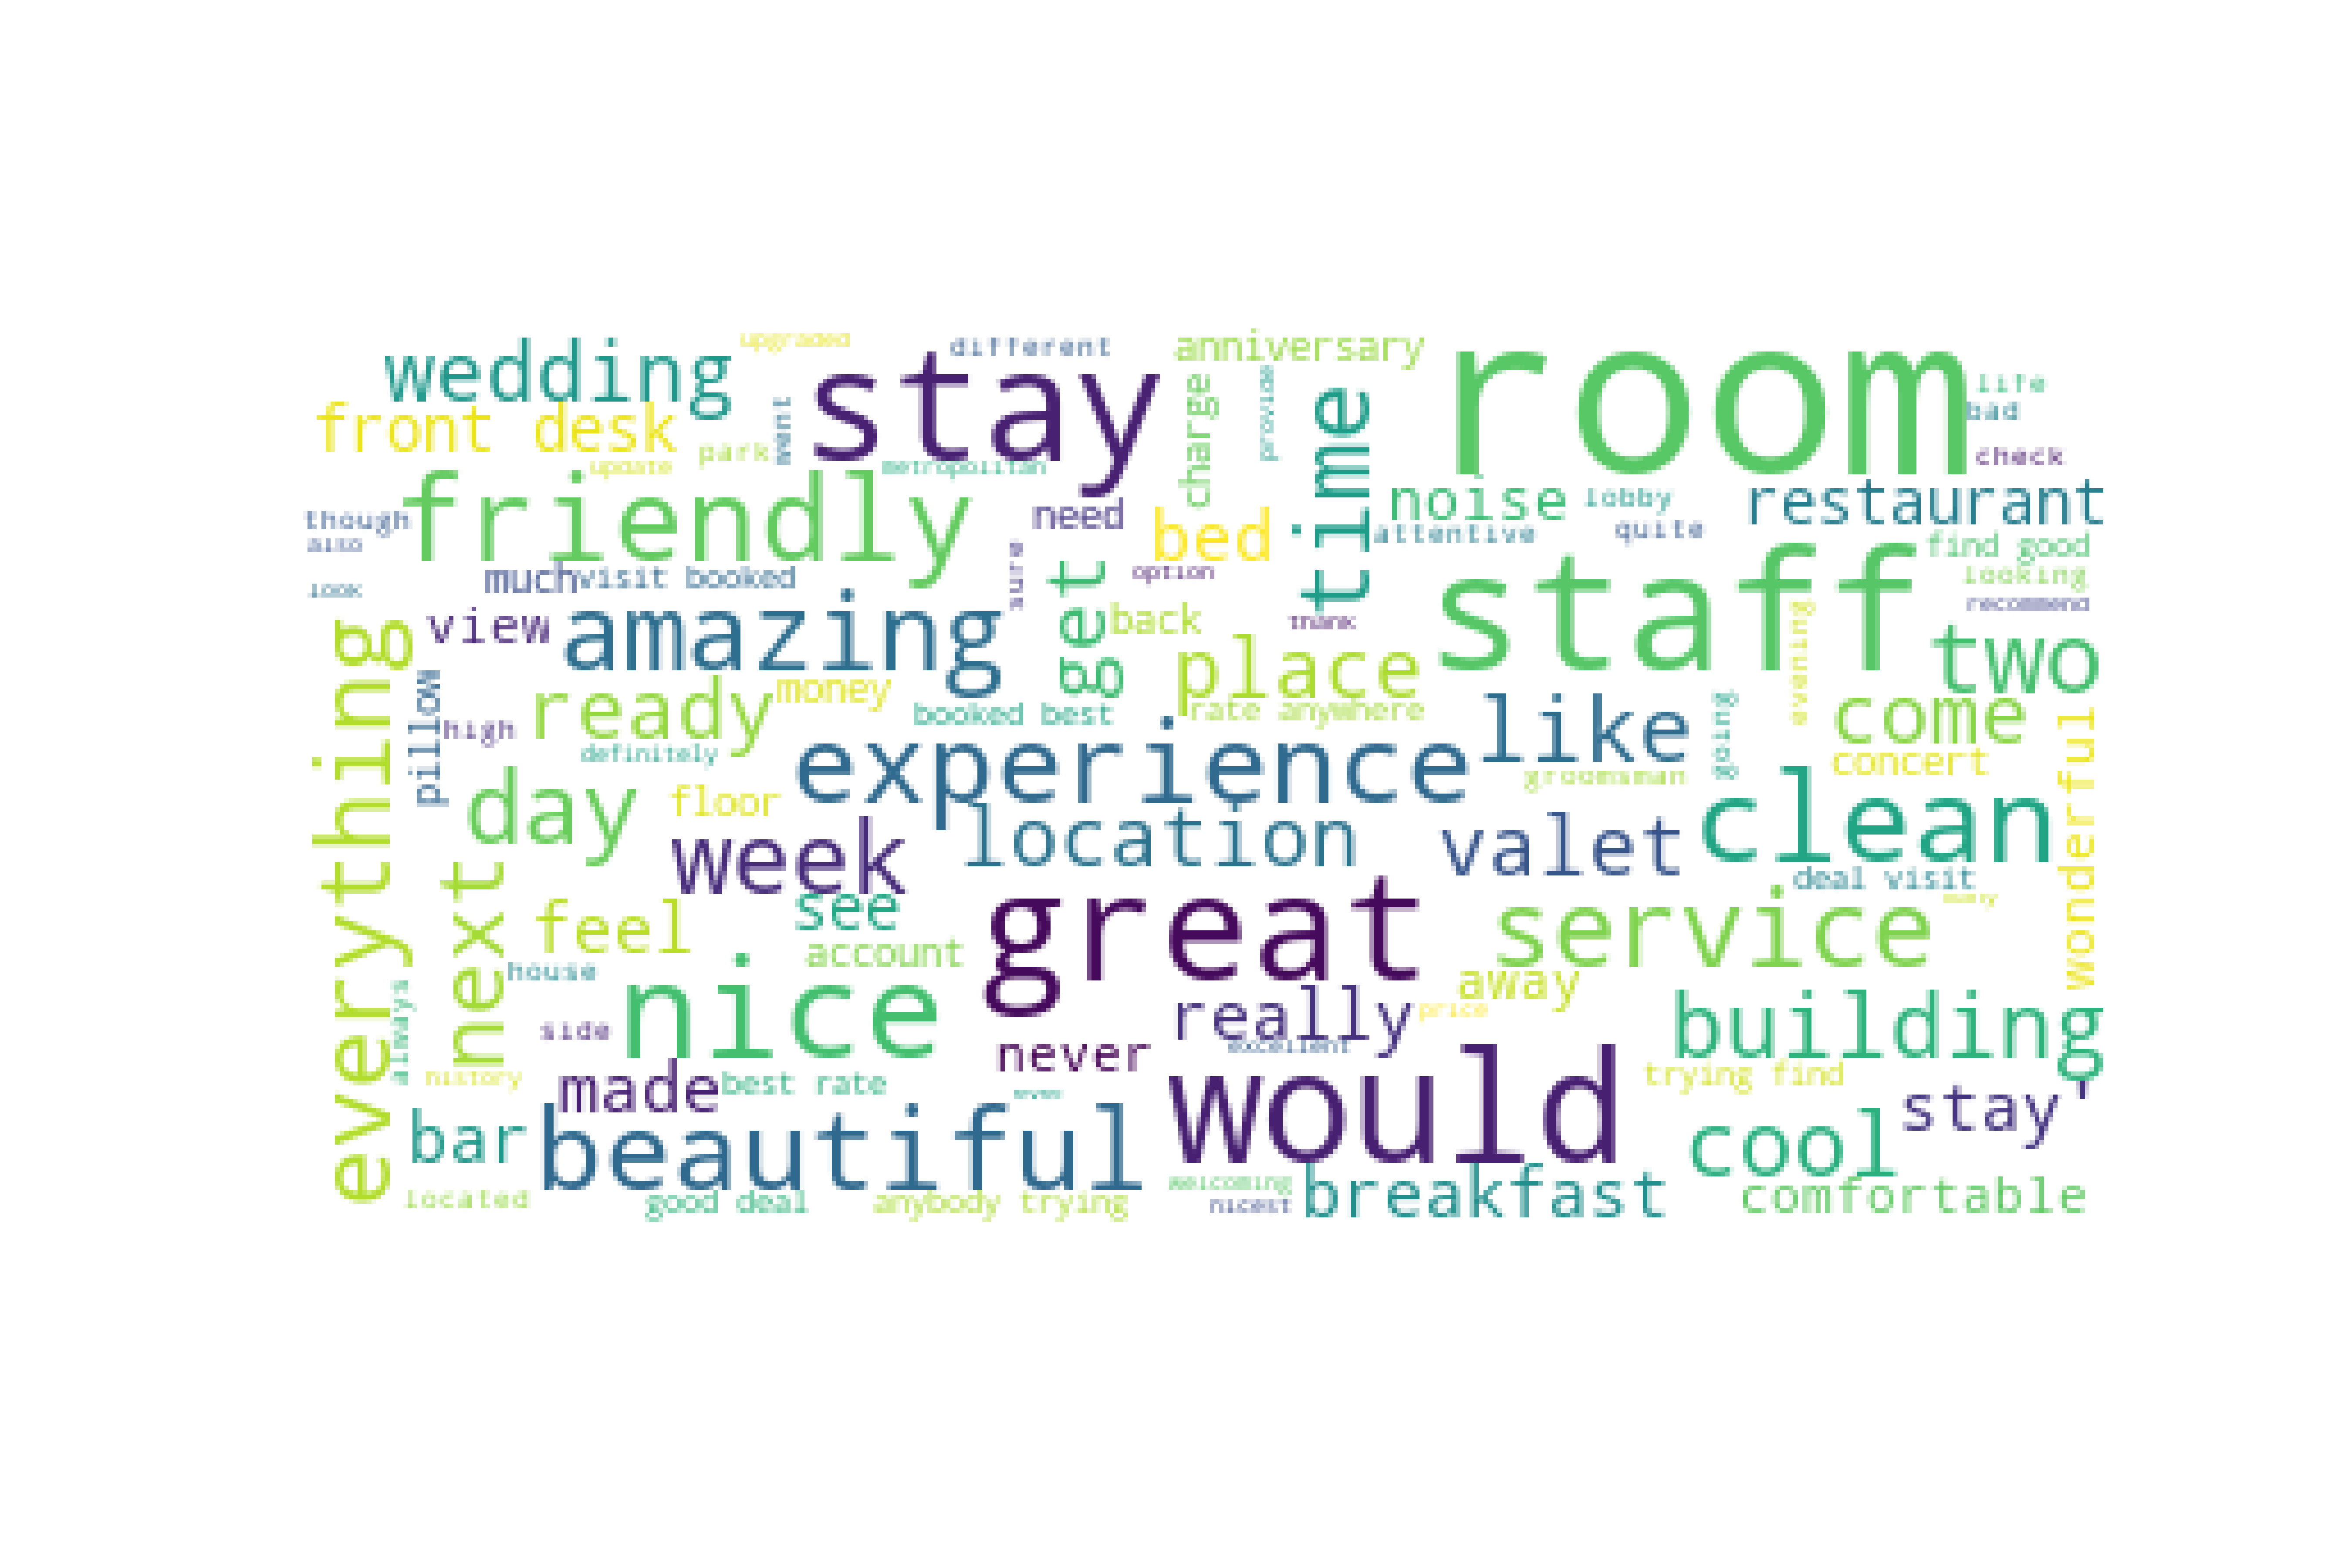 upgraded
wedding
different
anniversary
stay
room
life
bad
front desk
went
park
charge
provide
time
check
update
metropolitan
friendly
though
also
need
bed
noise
lobby
restaurant
attentive
quite
find good
look
much
visit booked
sure
get
option
staff
looking
recommend
view
amazing
back
thank
evening
two
everything
pillow
ready
money
place
high
booked best
rate anywhere
like
going
come
definitely
experience
groomsman
concert
wonderful
day
floor
location
valet
clean
week
deal visit
next
feel
see
great
service
account
house
nice
away
always
side
really
price
building
never
excellent
history
made
best rate
would
trying find
stay'
bar
beautiful
cool
located
good deal
anybody trying
welcoming
nicest
breakfast
comfortable